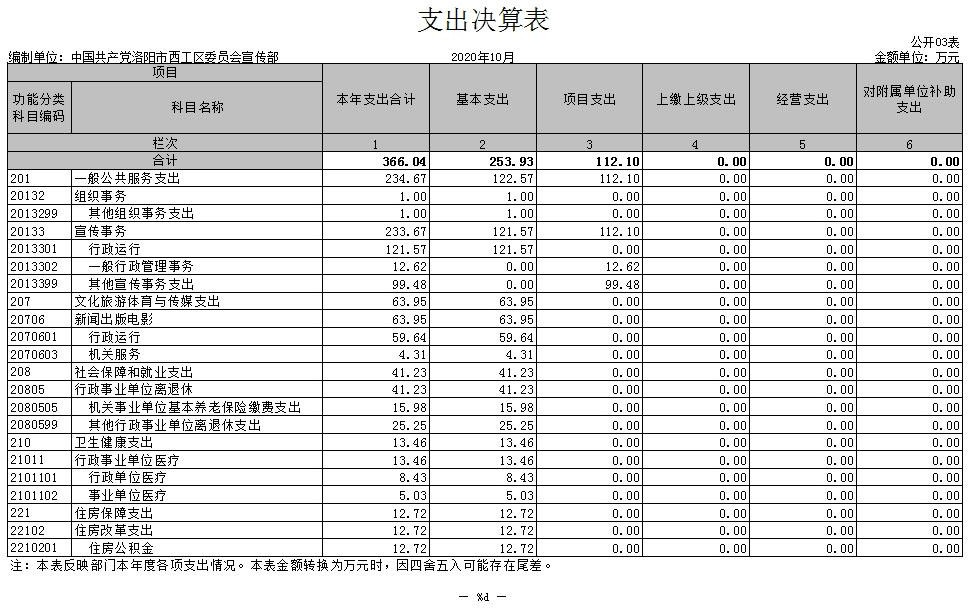 支出决算表
公开03表
编制单位：中国共产党洛阳市西工区委员会宣传部 2020年10月 金额单位：万元
项目 本年支出合计 基本支出 项目支出 上缴上级支出 经营支出 对附属单位补助支出
功能分类科目编码 科目名称
栏次 1 2 3 4 5 6
合计 366.04 253.93 112.10 0.00 0.00 0.00
201 一般公共服务支出 234.67 122.57 112.10 0.00 0.00 0.00
20132 组织事务 1.00 1.00 0.00 0.00 0.00 0.00
2013299 其他组织事务支出 1.00 1.00 0.00 0.00 0.00 0.00
20133 宣传事务 233.67 121.57 112.10 0.00 0.00 0.00
2013301 行政运行 121.57 121.57 0.00 0.00 0.00 0.00
2013302 一般行政管理事务 12.62 0.00 12.62 0.00 0.00 0.00
2013399 其他宣传事务支出 99.48 0.00 99.48 0.00 0.00 0.00
207 文化旅游体育与传媒支出 63.95 63.95 0.00 0.00 0.00 0.00
20706 新闻出版电影 63.95 63.95 0.00 0.00 0.00 0.00
2070601 行政运行 59.64 59.64 0.00 0.00 0.00 0.00
2070603 机关服务 4.31 4.31 0.00 0.00 0.00 0.00
208 社会保障和就业支出 41.23 41.23 0.00 0.00 0.00 0.00
20805 行政事业单位离退休 41.23 41.23 0.00 0.00 0.00 0.00
2080505 机关事业单位基本养老保险缴费支出 15.98 15.98 0.00 0.00 0.00 0.00
2080599 其他行政事业单位离退休支出 25.25 25.25 0.00 0.00 0.00 0.00
210 卫生健康支出 13.46 13.46 0.00 0.00 0.00 0.00
21011 行政事业单位医疗 13.46 13.46 0.00 0.00 0.00 0.00
2101101 行政单位医疗 8.43 8.43 0.00 0.00 0.00 0.00
2101102 事业单位医疗 5.03 5.03 0.00 0.00 0.00 0.00
221 住房保障支出 12.72 12.72 0.00 0.00 0.00 0.00
22102 住房改革支出 12.72 12.72 0.00 0.00 0.00 0.00
2210201 住房公积金 12.72 12.72 0.00 0.00 0.00 0.00
注：本表反映部门本年度各项支出情况。本表金额转换为万元时，因四舍五入可能存在尾差。
— %d —